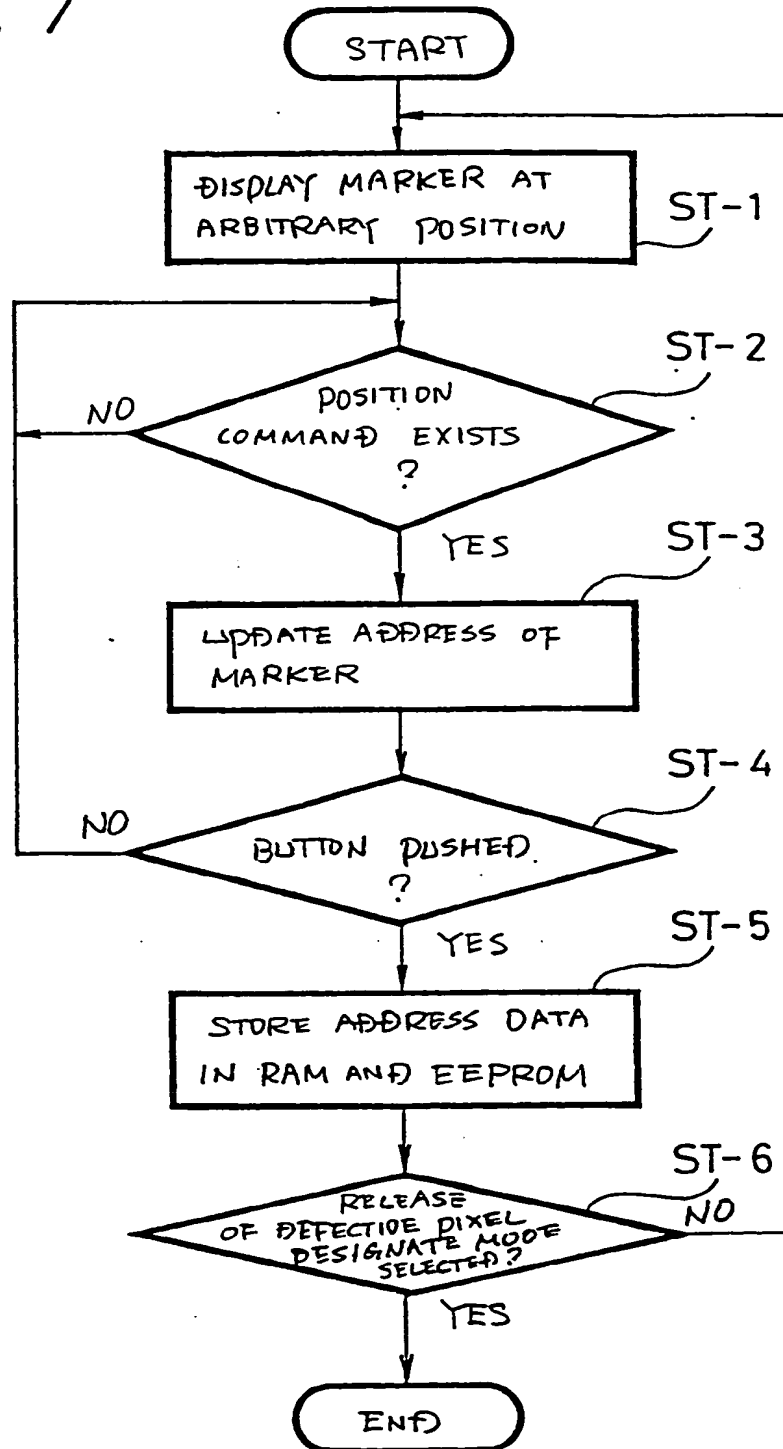 START
DISPLAY MARKER AT
ARBITRARY POSITION
ST-1
ST-2
POSITION
COMMAND EXISTS
?
NO
YES
ST-3
UPDATE ADDRESS OF
MARKER
ST-4
NO
BUTTON PUSHED
?
YES
ST-5
STORE ADDRESS DATA
IN RAM AND EEPROM
ST-6
RELEASE
OF DEFECTIVE PIXEL
DESIGNATE MODE
SELECTED?
NO
YES
END